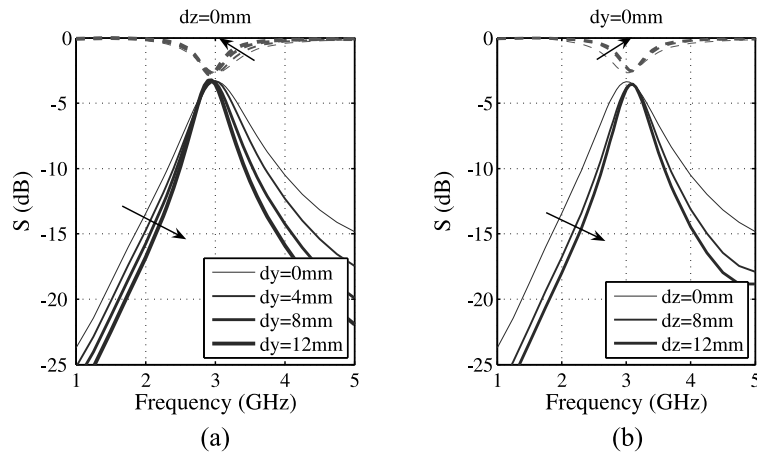 dz=0mm
0
-5
-10
-15
-20
-25
S (dB)
dy=0mm
dy=4mm
dy=8mm
dy=12mm
1 2 3 4 5
Frequency (GHz)
(a)
dy=0mm
0
-5
-10
-15
-20
-25
S (dB)
dz=0mm
dz=8mm
dz=12mm
1 2 3 4 5
Frequency (GHz)
(b)